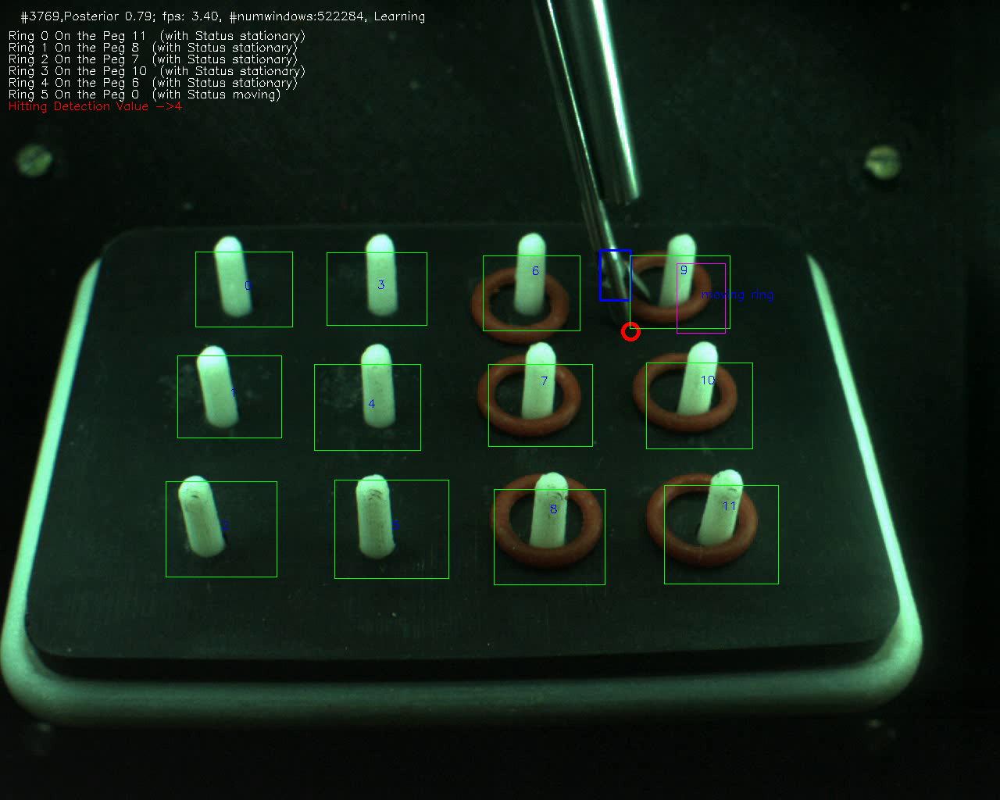 #3769,Posterior 0.79; fps: 3.40, #numwindows:522284, Learning
Ring 0 On the Peg 11 (with Status stationary)
Ring 1 On the Peg 8 (with Status stationary)
Ring 2 On the Peg 7 (with Status stationary)
Ring 3 On the Peg 10 (with Status stationary)
Ring 4 On the Peg 6 (with Status stationary)
Ring 5 On the Peg 0 (with Status moving)
Hitting Detection Value ->4
0
3
6
9
moving ring
1
4
7
10
2
8
11